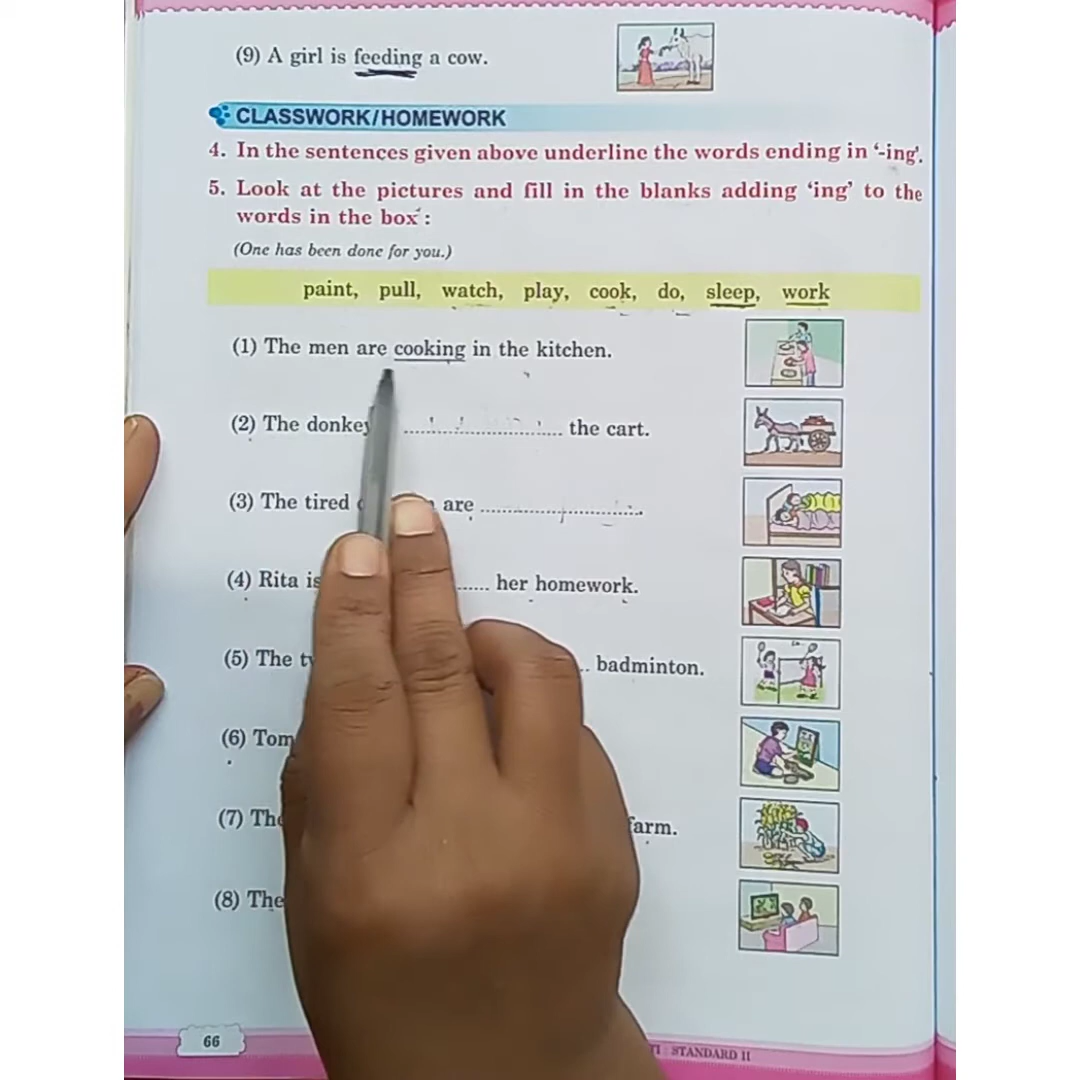 (9) A girl is feeding a cow.
CLASSWORK/HOMEWORK
4. In the sentences given above underline the words ending in ‘-ing’.
5. Look at the pictures and fill in the blanks adding ‘ing’ to the
words in the box :
(One has been done for you.)
paint, pull, watch, play, cook, do, sleep, work
(1) The men are cooking in the kitchen.
(2) The donkey ........................... the cart.
(3) The tired are ........................... .
(4) Rita is ...... her homework.
(5) The .. badminton.
(6) Tom
(7) The farm.
(8) The
66
STANDARD II